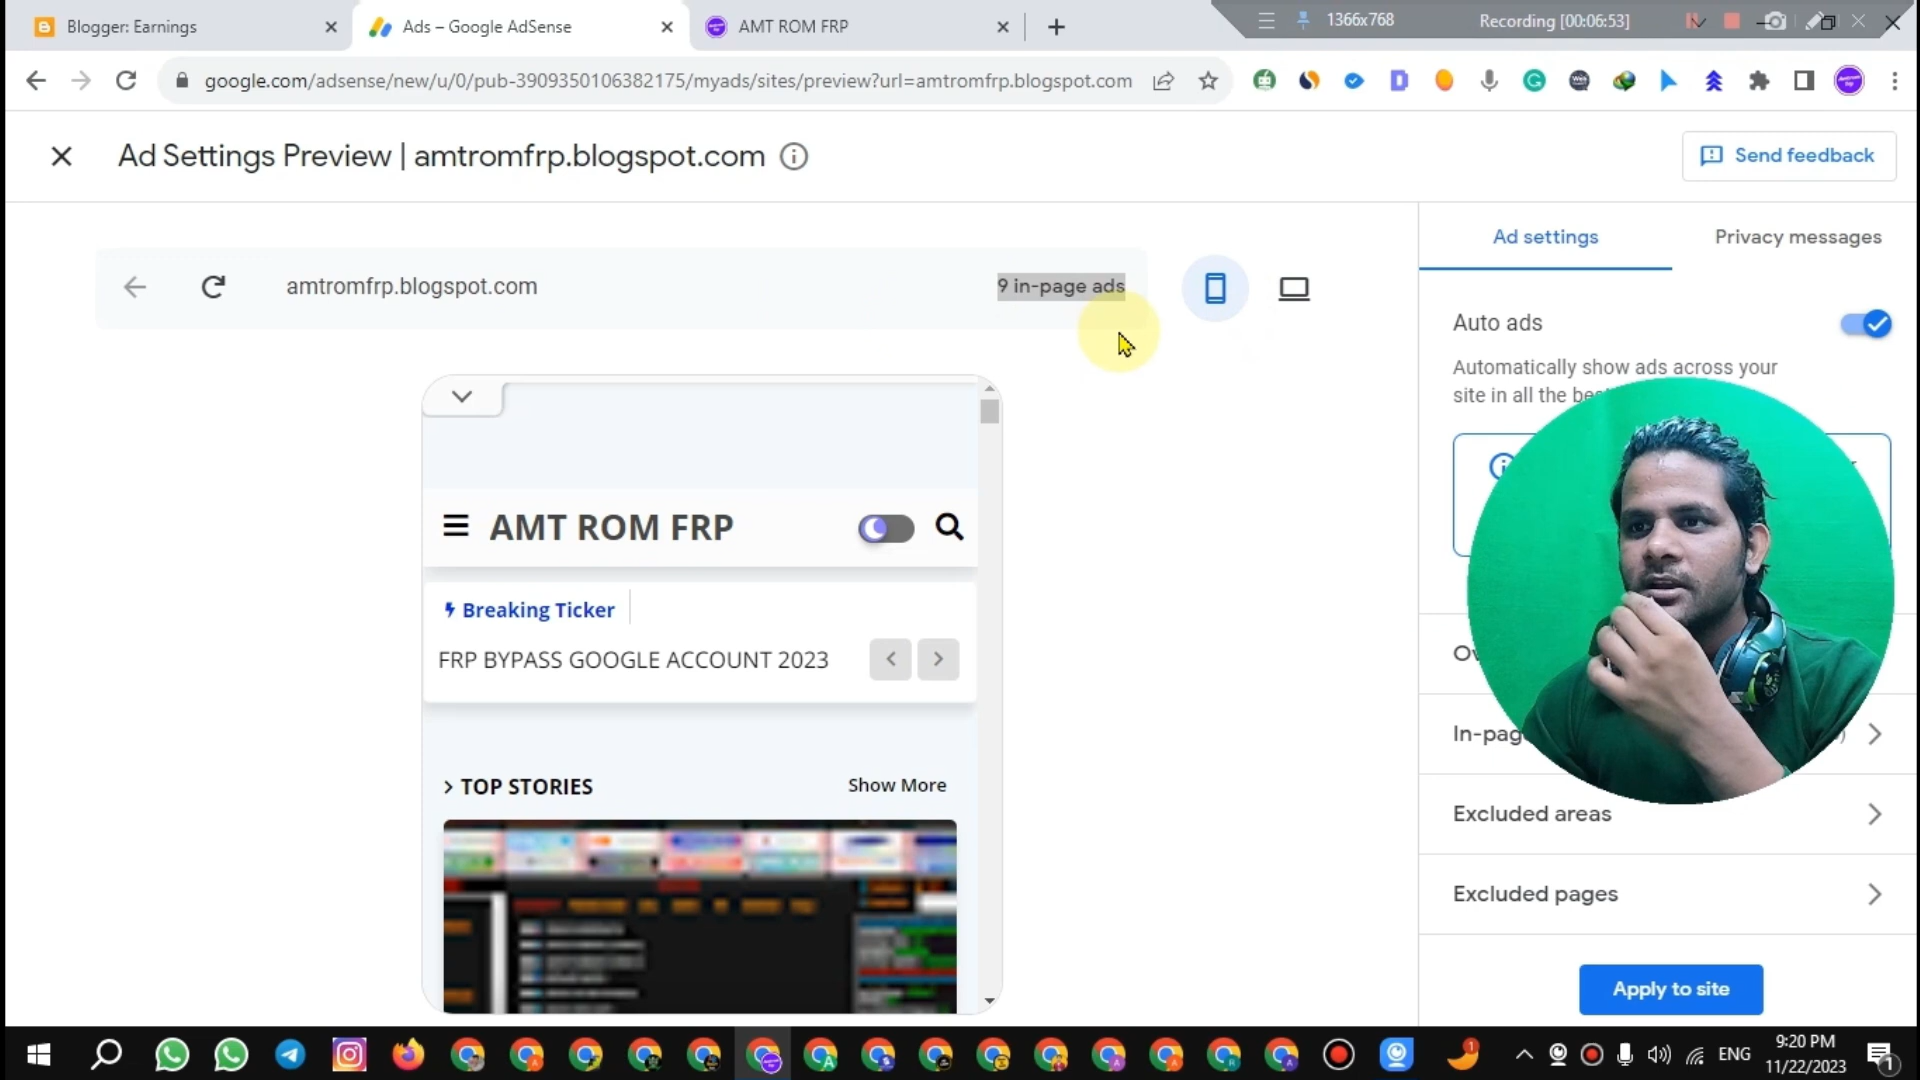 Blogger: Earnings
Ads – Google AdSense
AMT ROM FRP
1366x768
Recording [00:06:53]
google.com/adsense/new/u/0/pub-3909350106382175/myads/sites/preview?url=amtromfrp.blogspot.com
Ad Settings Preview | amtromfrp.blogspot.com
Send feedback
amtromfrp.blogspot.com
9 in-page ads
Ad settings
Privacy messages
Auto ads
Automatically show ads across your
site in all the
AMT ROM FRP
Breaking Ticker
FRP BYPASS GOOGLE ACCOUNT 2023
TOP STORIES
Show More
Excluded areas
Excluded pages
Apply to site
ENG
9:20 PM
11/22/2023
1